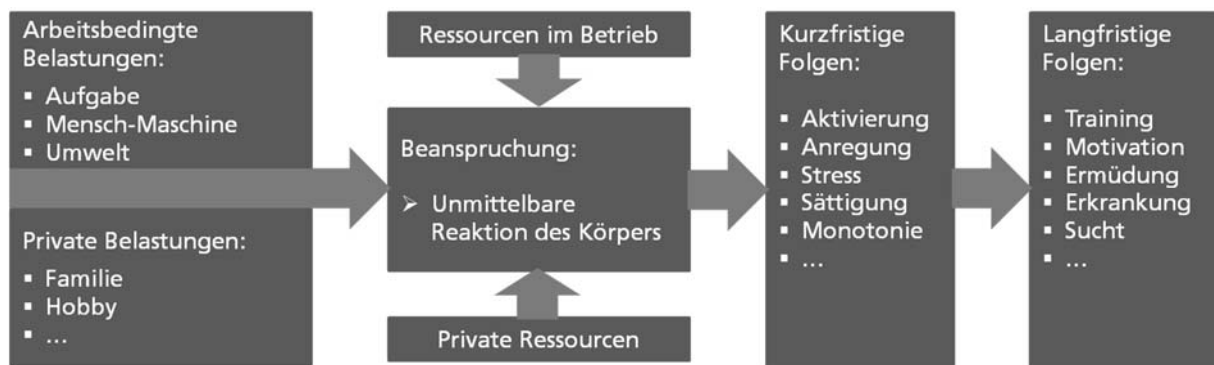 Arbeitsbedingte
Belastungen:
▪ Aufgabe
▪ Mensch-Maschine
▪ Umwelt
Private Belastungen:
▪ Familie
▪ Hobby
▪ ...
Ressourcen im Betrieb
Beanspruchung:
➢ Unmittelbare
Reaktion des Körpers
Private Ressourcen
Kurzfristige
Folgen:
▪ Aktivierung
▪ Anregung
▪ Stress
▪ Sättigung
▪ Monotonie
▪ ...
Langfristige
Folgen:
▪ Training
▪ Motivation
▪ Ermüdung
▪ Erkrankung
▪ Sucht
▪ ...